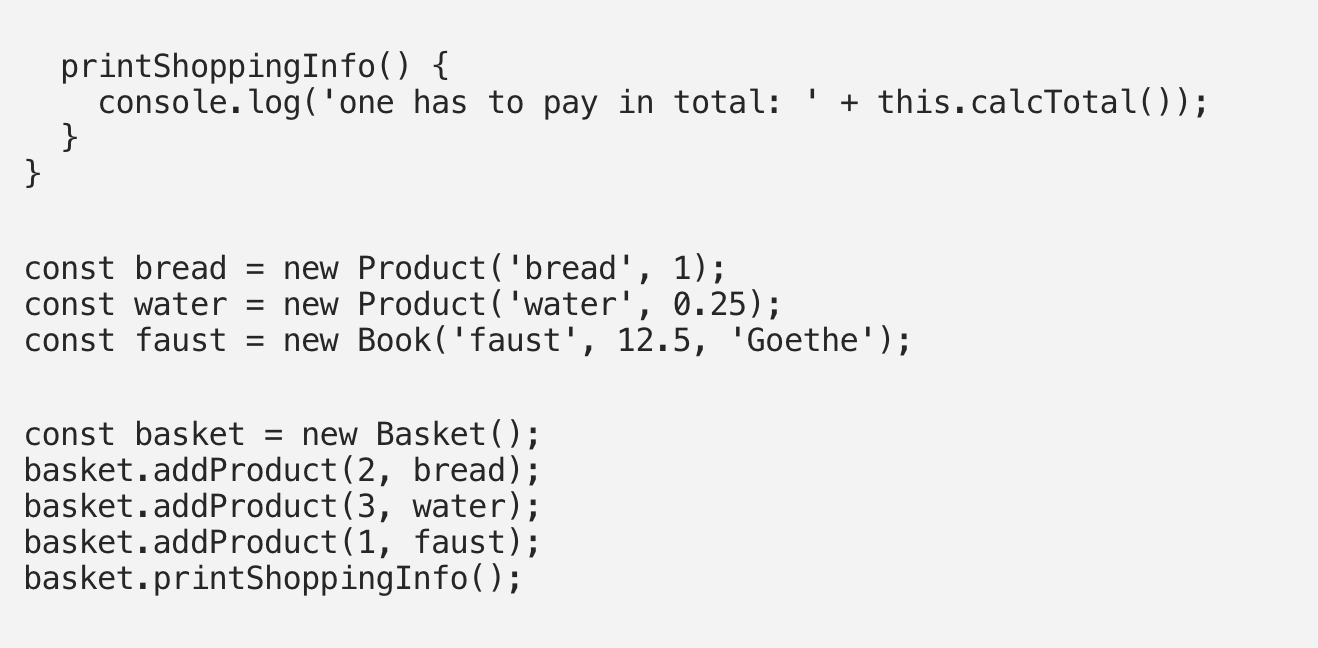 printShoppingInfo() {
console.log('one has to pay in total: ' + this.calcTotal());
}
}
const bread = new Product('bread', 1);
const water = new Product('water', 0.25);
const faust = new Book('faust', 12.5, 'Goethe');
const basket = new Basket();
basket.addProduct(2, bread);
basket.addProduct(3, water);
basket.addProduct(1, faust);
basket.printShoppingInfo();